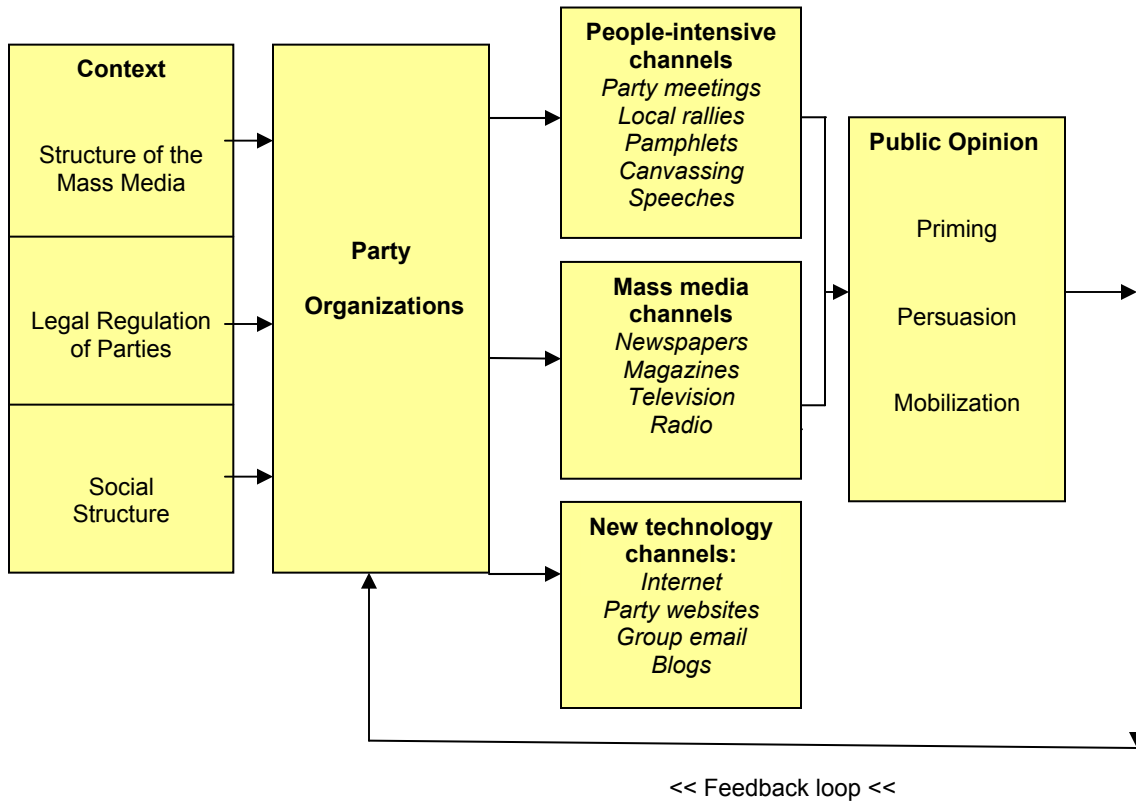 Context
Structure of the
Mass Media
Legal Regulation
of Parties
Social
Structure
Party
Organizations
People-intensive
channels
Party meetings
Local rallies
Pamphlets
Canvassing
Speeches
Mass media
channels
Newspapers
Magazines
Television
Radio
New technology
channels:
Internet
Party websites
Group email
Blogs
Public Opinion
Priming
Persuasion
Mobilization
<< Feedback loop <<